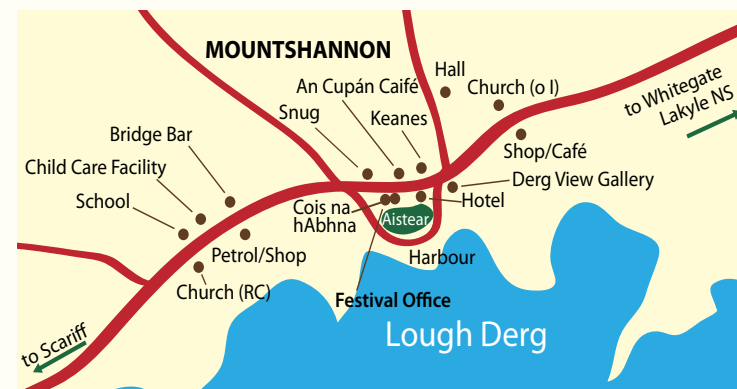 MOUNTSHANNON
Hall
An Cupán Caifé
Church (o I)
to Whitegate
Lakyle NS
Snug
Keanes
Bridge Bar
Shop/Café
Child Care Facility
Derg View Gallery
School
Hotel
Cois na
hAbhna
Aistear
Petrol/Shop
Harbour
Church (RC)
Festival Office
to Scariff
Lough Derg